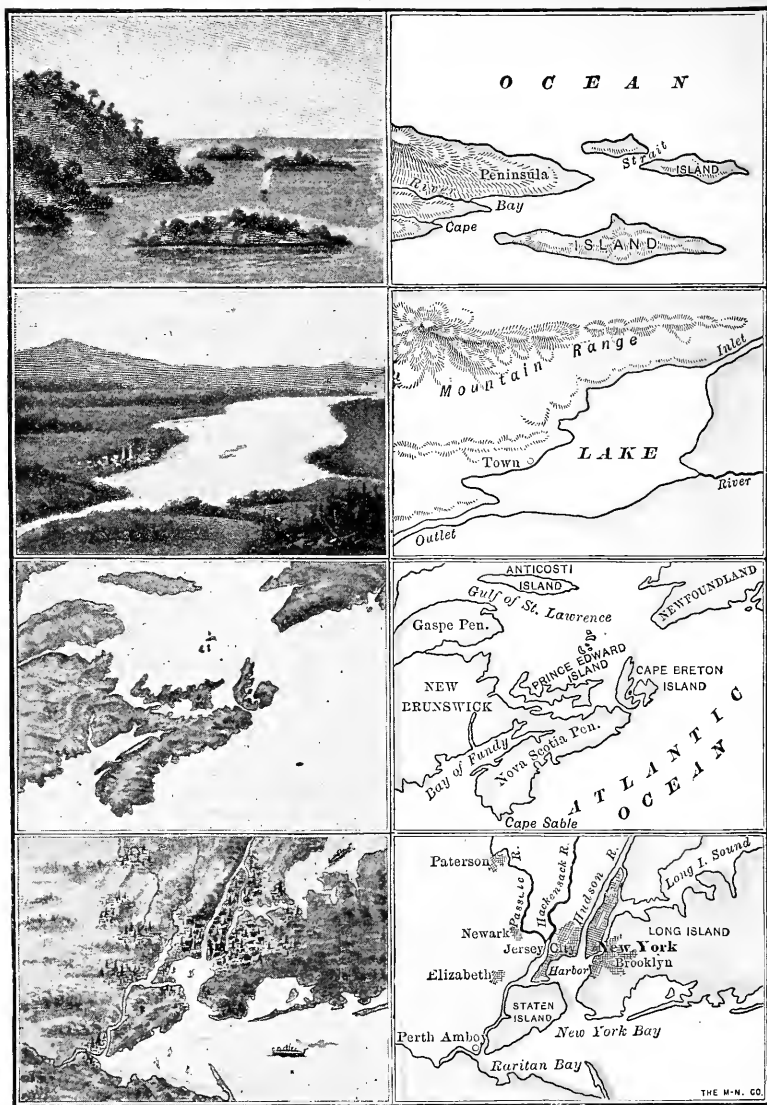 OCEAN
Strait
Peninsula
ISLAND
River
Bay
Cape
ISLAND
Mountain Range
Inlet
Town
LAKE
River
Outlet
ANTICOSTI
ISLAND
Gulf of St. Lawrence
NEWFOUNDLAND
Gaspe Pen.
PRINCE EDWARD
ISLAND
CAPE BRETON
ISLAND
NEW
BRUNSWICK
Bay of Fundy
Nova Scotia Pen.
ATLANTIC
OCEAN
Cape Sable
Paterson
Passaic R.
Hackensack R.
Hudson R.
Long I. Sound
Newark
Jersey City
New York
LONG ISLAND
Brooklyn
Harbor
Elizabeth
STATEN
ISLAND
New York Bay
Perth Amboy
Raritan Bay
THE M-N. CO.